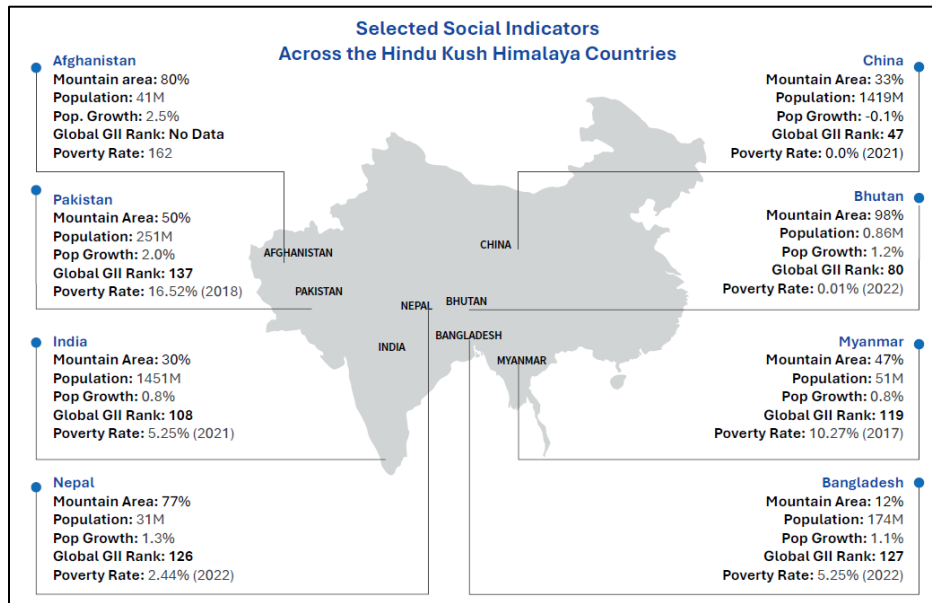 Selected Social Indicators
Across the Hindu Kush Himalaya Countries
Afghanistan
Mountain area: 80%
Population: 41M
Pop. Growth: 2.5%
Global GII Rank: No Data
Poverty Rate: 162
Pakistan
Mountain Area: 50%
Population: 251M
Pop Growth: 2.0%
Global GII Rank: 137
Poverty Rate: 16.52% (2018)
India
Mountain Area: 30%
Population: 1451M
Pop Growth: 0.8%
Global GII Rank: 108
Poverty Rate: 5.25% (2021)
Nepal
Mountain Area: 77%
Population: 31M
Pop Growth: 1.3%
Global GII Rank: 126
Poverty Rate: 2.44% (2022)
AFGHANISTAN
PAKISTAN
CHINA
NEPAL
BHUTAN
INDIA
BANGLADESH
MYANMAR
China
Mountain Area: 33%
Population: 1419M
Pop Growth: -0.1%
Global GII Rank: 47
Poverty Rate: 0.0% (2021)
Bhutan
Mountain Area: 98%
Population: 0.86M
Pop Growth: 1.2%
Global GII Rank: 80
Poverty Rate: 0.01% (2022)
Myanmar
Mountain Area: 47%
Population: 51M
Pop Growth: 0.8%
Global GII Rank: 119
Poverty Rate: 10.27% (2017)
Bangladesh
Mountain Area: 12%
Population: 174M
Pop Growth: 1.1%
Global GII Rank: 127
Poverty Rate: 5.25% (2022)